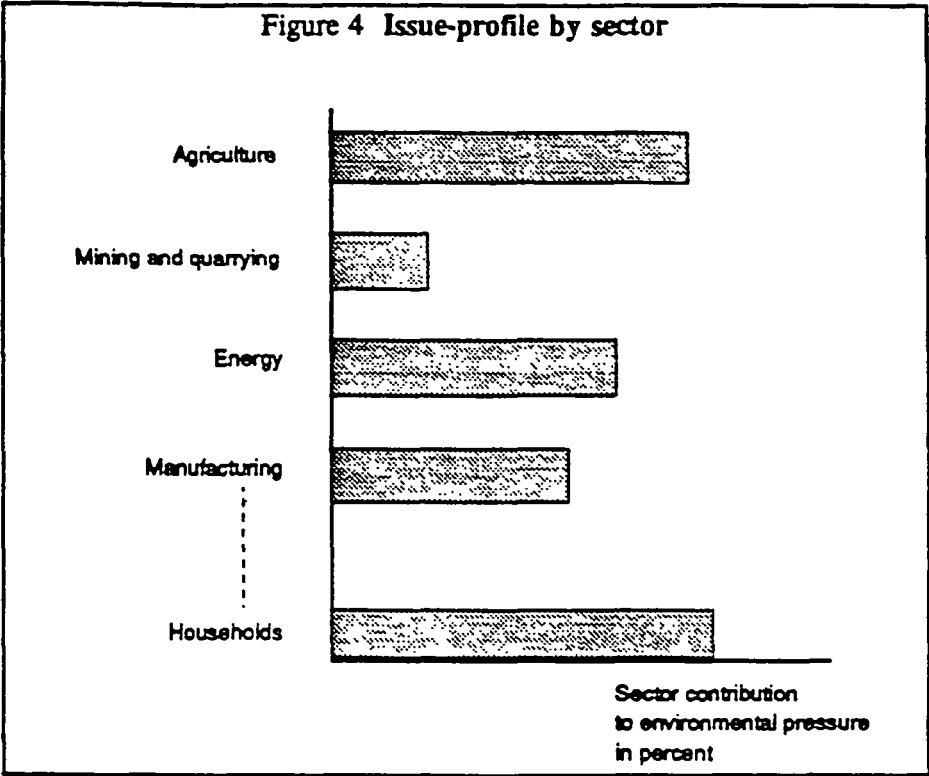 Figure 4 Issue-profile by sector
Agriculture
Mining and quarrying
Energy
Manufacturing
Households
Sector contribution
to environmental pressure
in percent